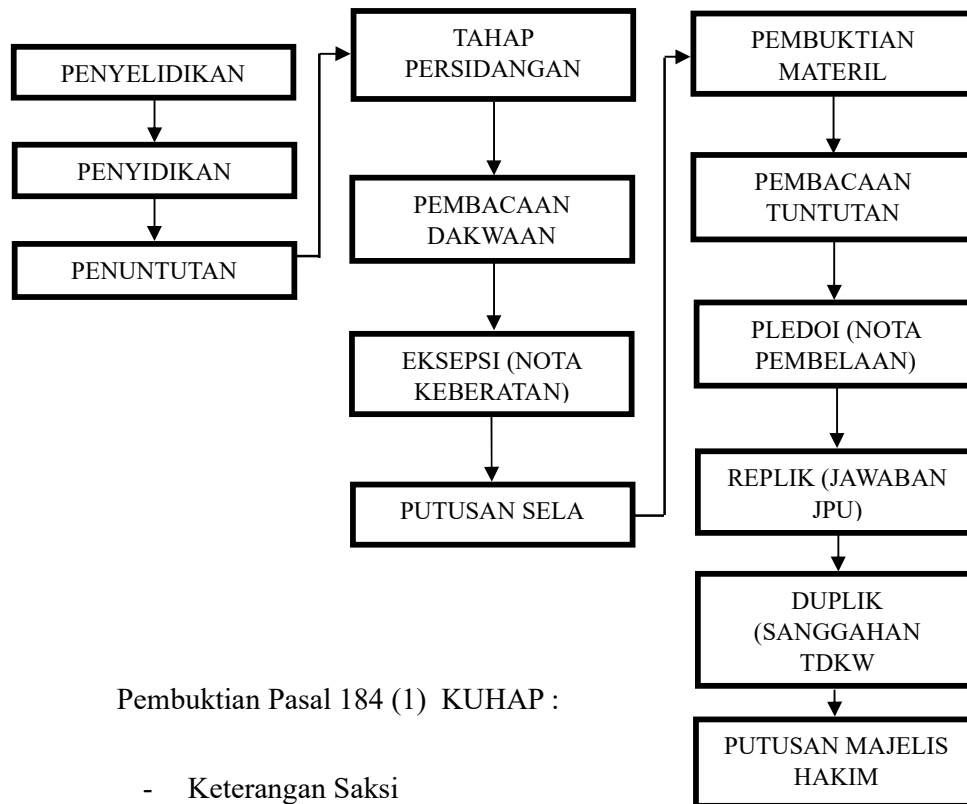 PENYELIDIKAN
PENYIDIKAN
PENUNTUTAN
TAHAP
PERSIDANGAN
PEMBACAAN
DAKWAAN
EKSEPSI (NOTA
KEBERATAN)
PUTUSAN SELA
PEMBUKTIAN
MATERIL
PEMBACAAN
TUNTUTAN
PLEDOI (NOTA
PEMBELAAN)
REPLIK (JAWABAN
JPU)
DUPLIK
(SANGGAHAN
TDKW
PUTUSAN MAJELIS
HAKIM
Pembuktian Pasal 184 (1) KUHAP :
- Keterangan Saksi